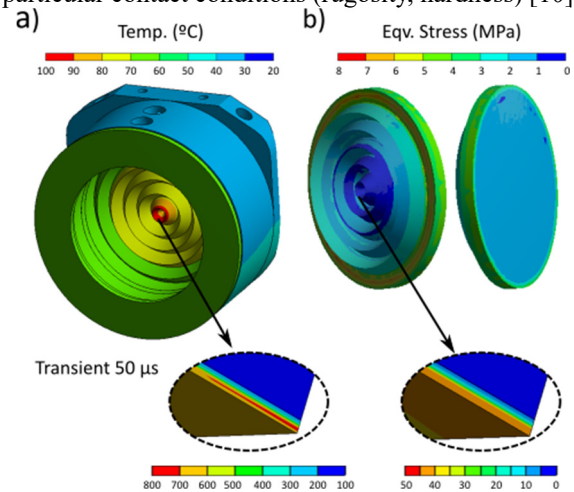 particular contact conditions (rugosity, hardness) [10]
a) Temp. (ºC)
100 90 80 70 60 50 40 30 20
b) Eqv. Stress (MPa)
8 7 6 5 4 3 2 1 0
Transient 50 µs
800 700 600 500 400 300 200 100
50 40 30 20 10 0